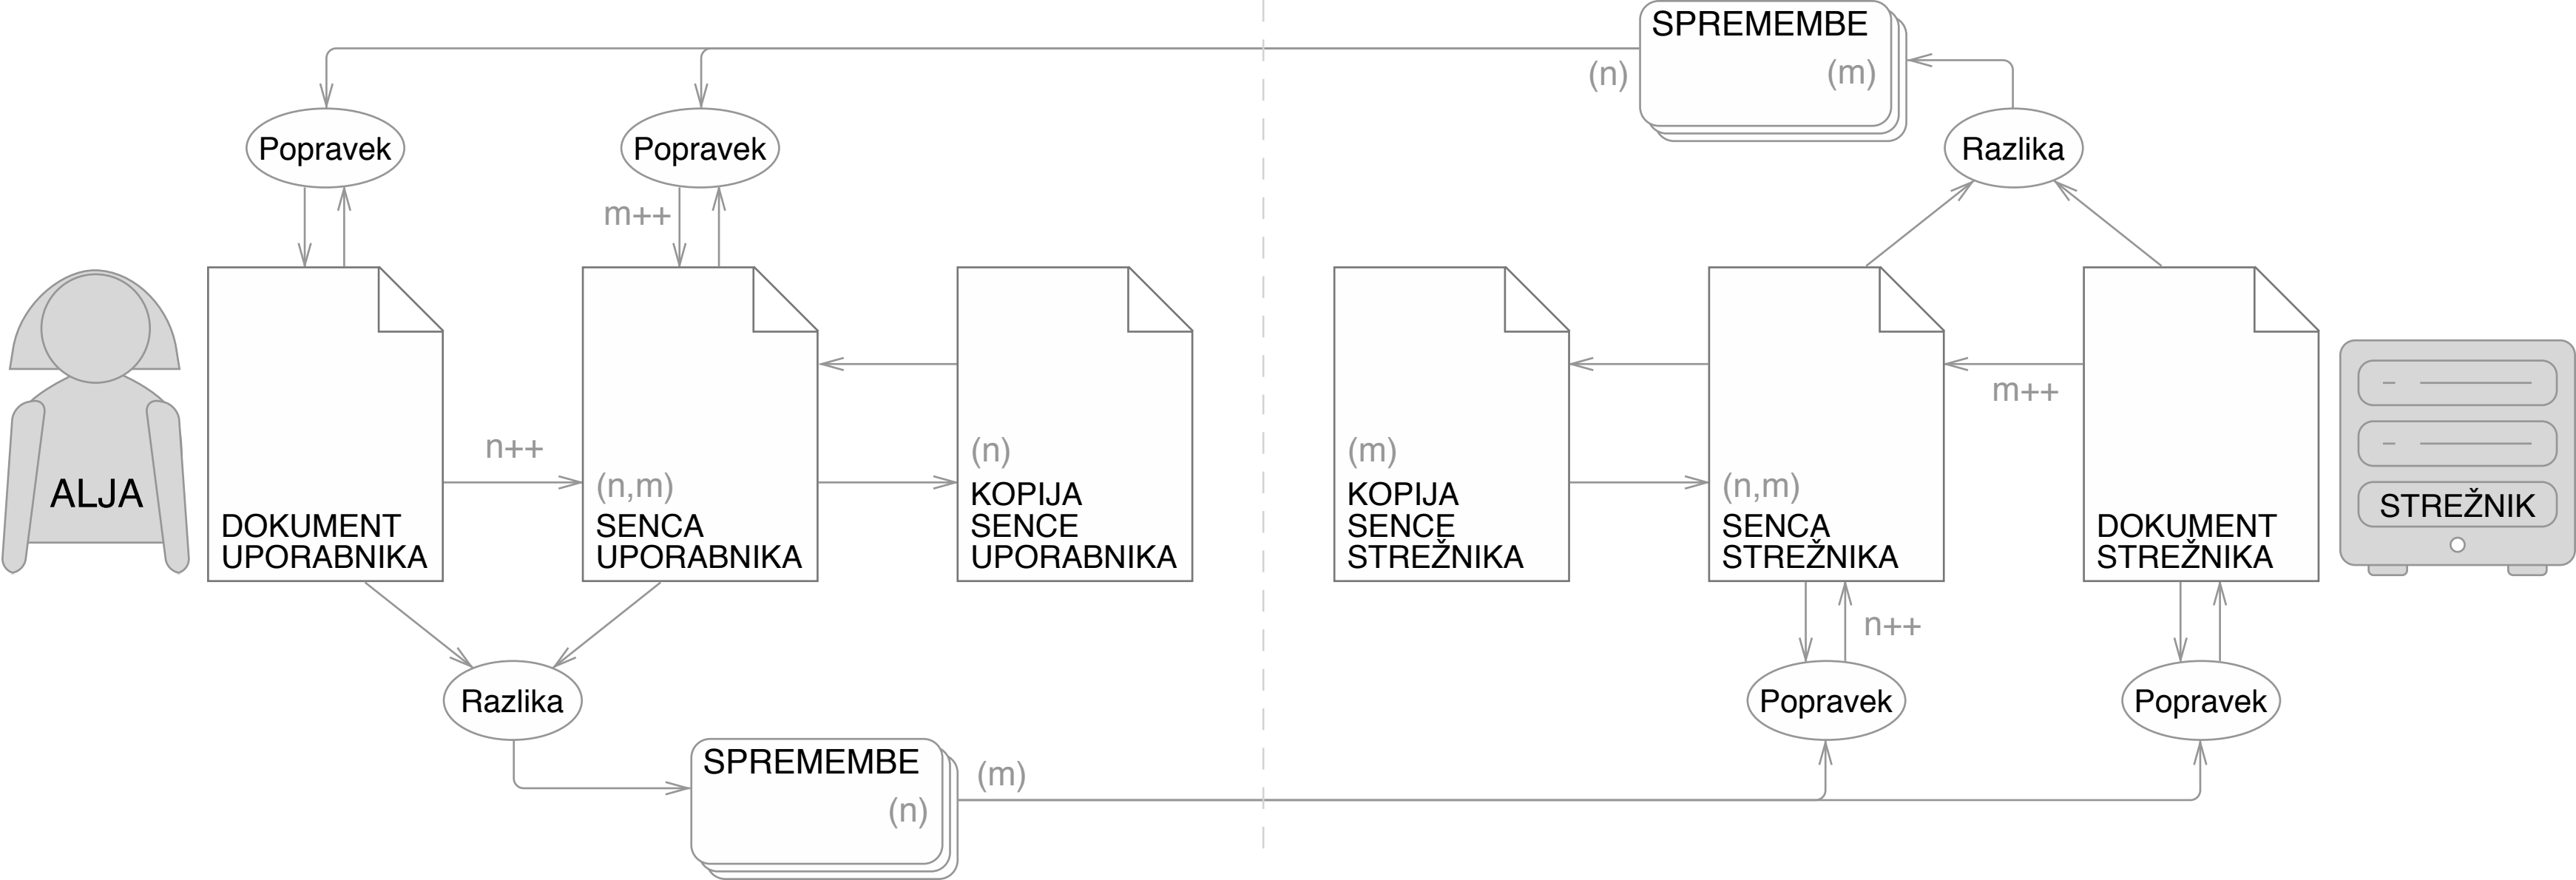 SPREMEMBE
(n)
(m)
Popravek
Popravek
Razlika
m++
m++
n++
(n,m)
(n)
(m)
(n,m)
ALJA
DOKUMENT
UPORABNIKA
SENCA
UPORABNIKA
KOPIJA
SENCE
UPORABNIKA
KOPIJA
SENCE
STREŽNIKA
SENCA
STREŽNIKA
DOKUMENT
STREŽNIKA
STREŽNIK
n++
Razlika
Popravek
Popravek
SPREMEMBE
(n)
(m)